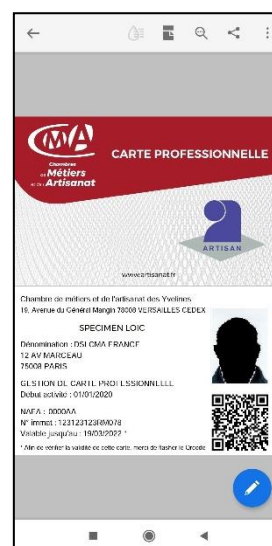 CMA
CARTE PROFESSIONNELLE
Chambres
de Métiers
et de l'Artisanat
ARTISAN
www.artisanat.fr
Chambre de métiers et de l'artisanat des Yvelines
19, Avenue du Général Mangin 78008 VERSAILLES CEDEX
SPECIMEN LOIC
Dénomination : DSI CMA FRANCE
12 AV MARCEAU
75008 PARIS
GESTION DE CARTE PROFESSIONNELLE
Début activité : 01/01/2020
NAFA : 0000AA
N° immat : 123123123RM078
Valable jusqu'au : 19/03/2022 *
* Afin de vérifier la validité de cette carte, merci de flasher le Qrcode